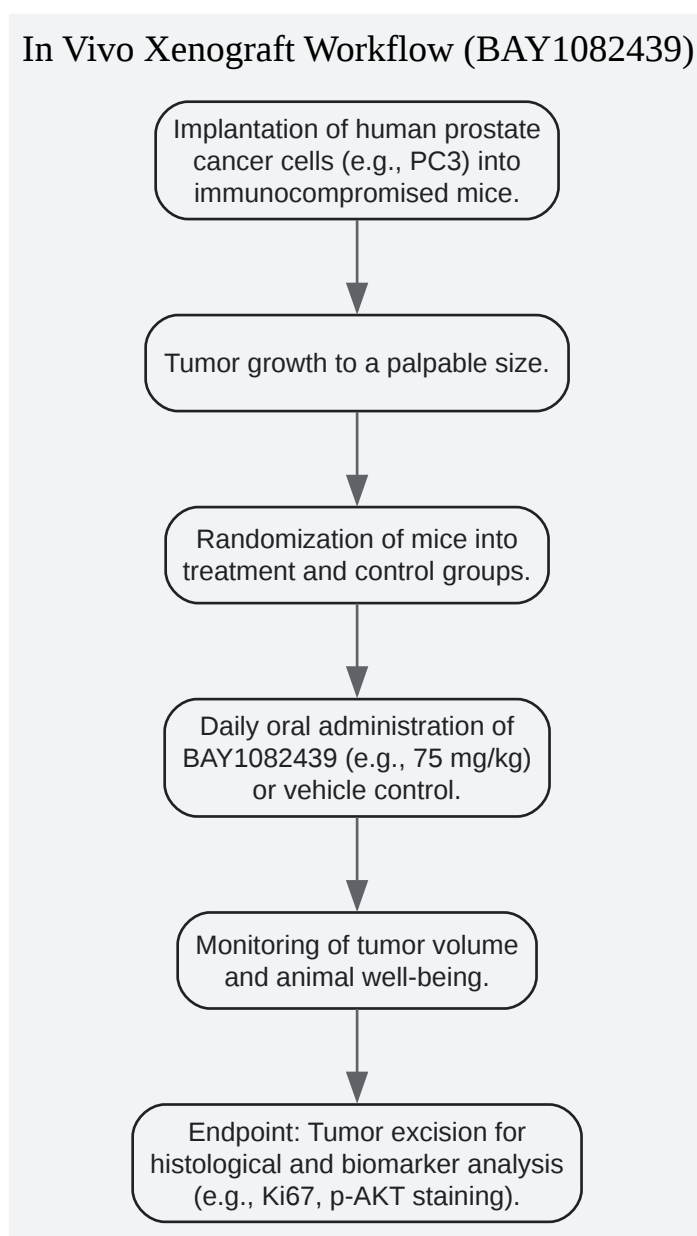 In Vivo Xenograft Workflow (BAY1082439)
Implantation of human prostate
cancer cells (e.g., PC3) into
immunocompromised mice.
Tumor growth to a palpable size.
Randomization of mice into
treatment and control groups.
Daily oral administration of
BAY1082439 (e.g., 75 mg/kg)
or vehicle control.
Monitoring of tumor volume
and animal well-being.
Endpoint: Tumor excision for
histological and biomarker analysis
(e.g., Ki67, p-AKT staining).